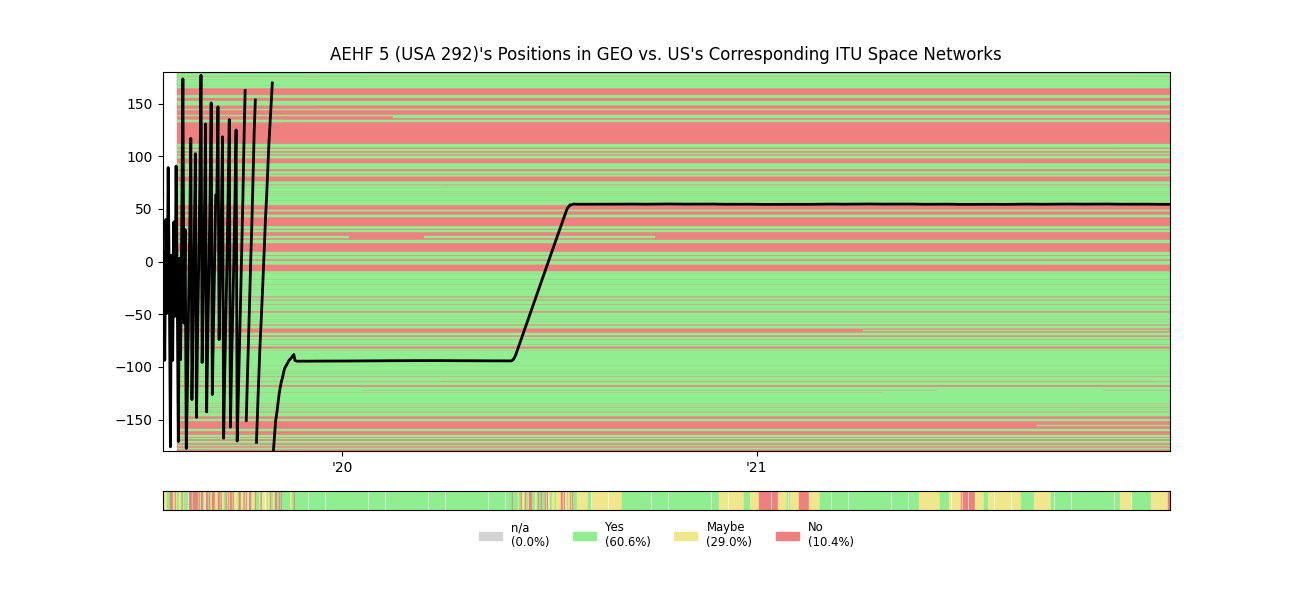 AEHF 5 (USA 292)'s Positions in GEO vs. US's Corresponding ITU Space Networks
150
100
50
0
−50
−100
−150
'20
'21
n/a
(0.0%)
Yes
(60.6%)
Maybe
(29.0%)
No
(10.4%)